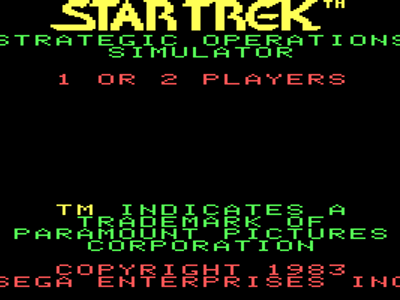 STAR TREK TM
STRATEGIC OPERATIONS
SIMULATOR
1 OR 2 PLAYERS
TM INDICATES A
TRADEMARK OF
PARAMOUNT PICTURES
CORPORATION
COPYRIGHT 1983
SEGA ENTERPRISES INC